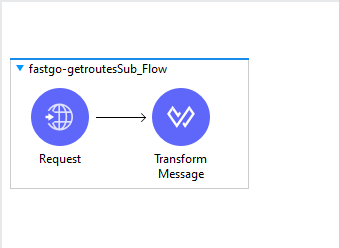 fastgo-getroutesSub_Flow
Request
Transform
Message